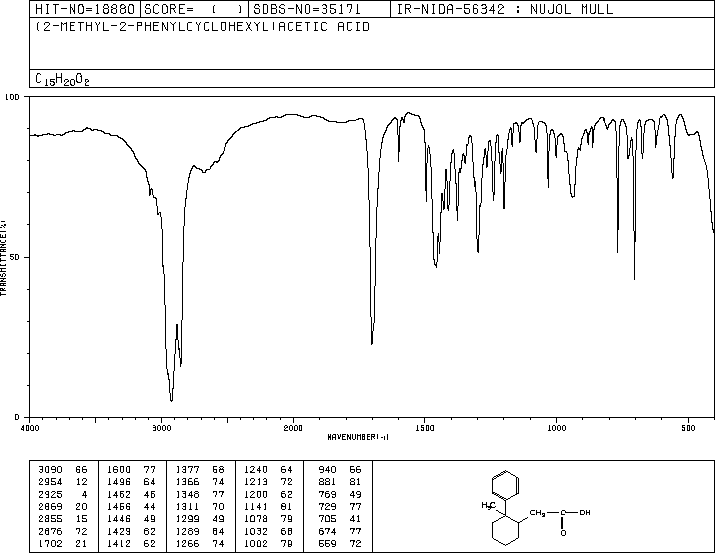 HIT-NO=18880 SCORE= ( ) SDBS-NO=35171 IR-NIDA-56342 : NUJOL MULL
(2-METHYL-2-PHENYLCYCLOHEXYL)ACETIC ACID
C15H20O2
100
50
0
TRANSMITTANCE(%)
4000 3000 2000 1500 1000 500
WAVENUMBER(-1)
3090 66 1600 77 1377 58 1240 64 940 66
2954 12 1496 64 1366 74 1213 72 881 81
2925 4 1462 46 1348 77 1200 62 769 49
2869 20 1456 44 1311 70 1141 81 729 77
2855 15 1446 49 1299 49 1078 79 705 41
2676 72 1429 62 1289 64 1032 68 674 77
1702 21 1412 62 1266 74 1002 79 559 72
H3C
CH2 C OH
O